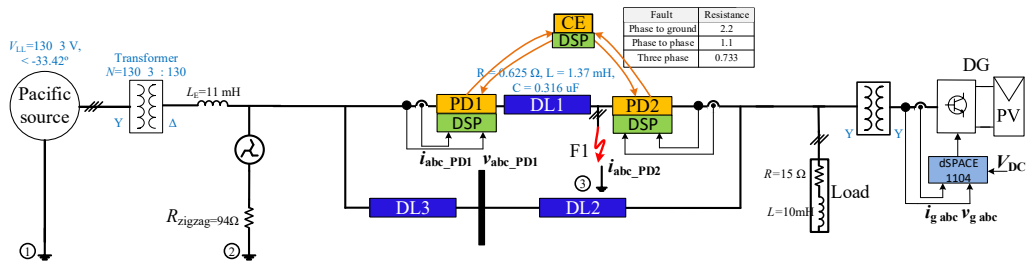 V_LL=130 3 V,
< -33.42º
Pacific
source
①
Transformer
N=130 3 : 130
Y Δ
L_E=11 mH
R_zigzag=94Ω
②
CE
DSP
R = 0.625 Ω, L = 1.37 mH,
C = 0.316 uF
PD1
DSP
DL1
PD2
DSP
i_abc_PD1 v_abc_PD1
F1
i_abc_PD2
③
DL3
DL2
Fault Resistance
Phase to ground 2.2
Phase to phase 1.1
Three phase 0.733
R=15 Ω
Load
L=10mH
Y Y
DG
PV
dSPACE
1104
V_DC
i_g abc v_g abc